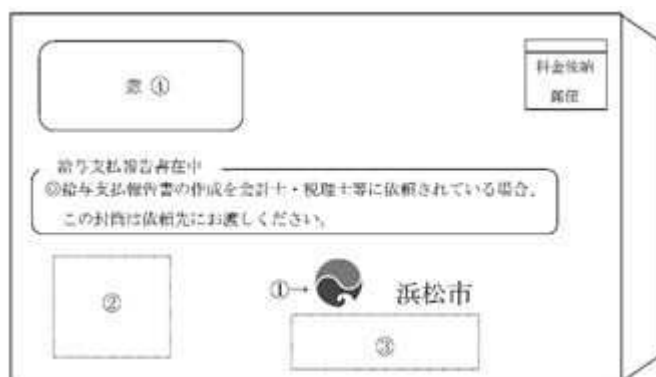 窓 ①
料金後納
郵便
給与支払報告書在中
◎給与支払報告書の作成を会計士・税理士等に依頼されている場合、
この封筒は依頼先にお渡しください。
②
①→ 浜松市
③